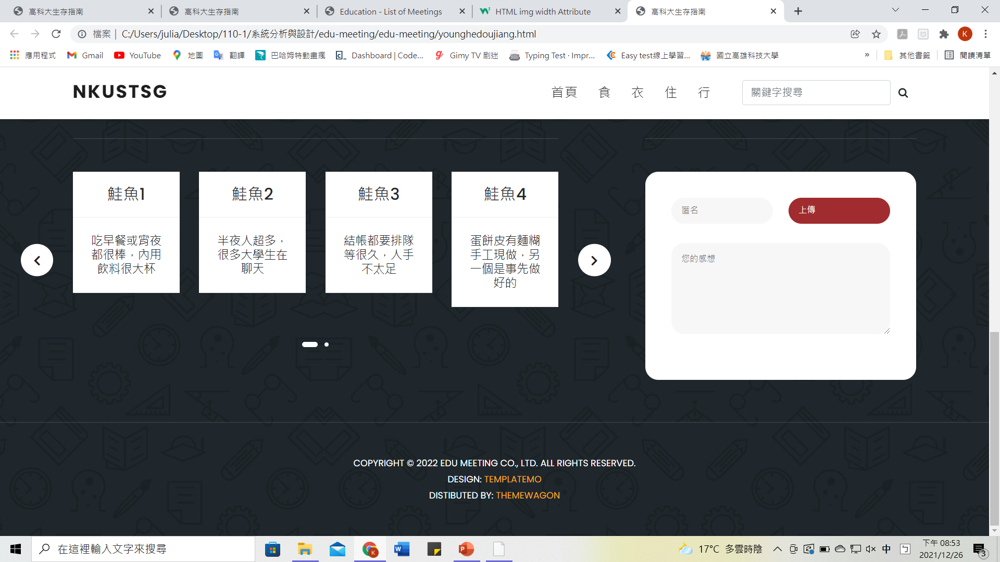 高科大生存指南
高科大生存指南
Education - List of Meetings
HTML img width Attribute
高科大生存指南
檔案 | C:/Users/julia/Desktop/110-1/系統分析與設計/edu-meeting/edu-meeting/younghedoujiang.html
K
應用程式
Gmail
YouTube
地圖
翻譯
巴哈姆特動畫瘋
Dashboard | Code...
Gimy TV 劇迷
Typing Test · Impr...
Easy test線上學習...
國立高雄科技大學
»
其他書籤
閱讀清單
NKUSTSG
首頁
食
衣
住
行
關鍵字搜尋
鮭魚1
吃早餐或宵夜
都很棒，內用
飲料很大杯
鮭魚2
半夜人超多，
很多大學生在
聊天
鮭魚3
結帳都要排隊
等很久，人手
不太足
鮭魚4
蛋餅皮有麵糊
手工現做，另
一個是事先做
好的
匿名
上傳
您的感想
COPYRIGHT © 2022 EDU MEETING CO., LTD. ALL RIGHTS RESERVED.
DESIGN: TEMPLATEMO
DISTIBUTED BY: THEMEWAGON
在這裡輸入文字來搜尋
17°C 多雲時陰
中
ㄅ
下午 08:53
2021/12/26
3